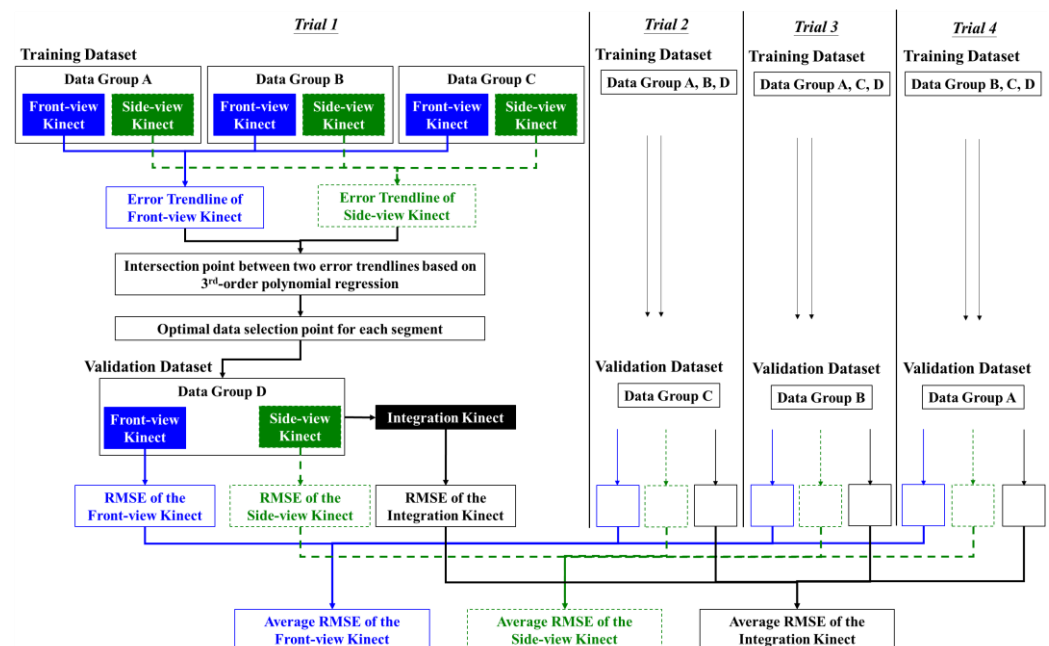 Trial 1
Training Dataset
Data Group A
Front-view
Kinect
Side-view
Kinect
Data Group B
Front-view
Kinect
Side-view
Kinect
Data Group C
Front-view
Kinect
Side-view
Kinect
Error Trendline of
Front-view Kinect
Error Trendline of
Side-view Kinect
Intersection point between two error trendlines based on
3rd-order polynomial regression
Optimal data selection point for each segment
Validation Dataset
Data Group D
Front-view
Kinect
Side-view
Kinect
Integration Kinect
RMSE of the
Front-view Kinect
RMSE of the
Side-view Kinect
RMSE of the
Integration Kinect
Trial 2
Training Dataset
Data Group A, B, D
Validation Dataset
Data Group C
Trial 3
Training Dataset
Data Group A, C, D
Validation Dataset
Data Group B
Trial 4
Training Dataset
Data Group B, C, D
Validation Dataset
Data Group A
Average RMSE of the
Front-view Kinect
Average RMSE of the
Side-view Kinect
Average RMSE of the
Integration Kinect